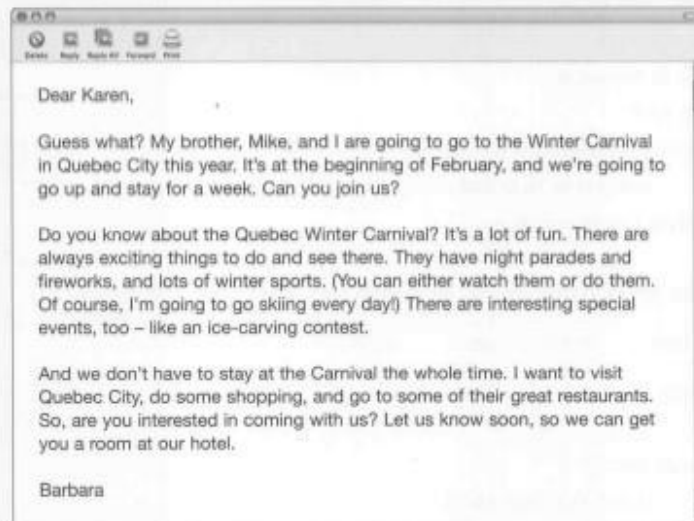 Delete Reply Reply All Forward Print
Dear Karen,
Guess what? My brother, Mike, and I are going to go to the Winter Carnival
in Quebec City this year. It's at the beginning of February, and we're going to
go up and stay for a week. Can you join us?
Do you know about the Quebec Winter Carnival? It's a lot of fun. There are
always exciting things to do and see there. They have night parades and
fireworks, and lots of winter sports. (You can either watch them or do them.
Of course, I'm going to go skiing every day!) There are interesting special
events, too – like an ice-carving contest.
And we don't have to stay at the Carnival the whole time. I want to visit
Quebec City, do some shopping, and go to some of their great restaurants.
So, are you interested in coming with us? Let us know soon, so we can get
you a room at our hotel.
Barbara